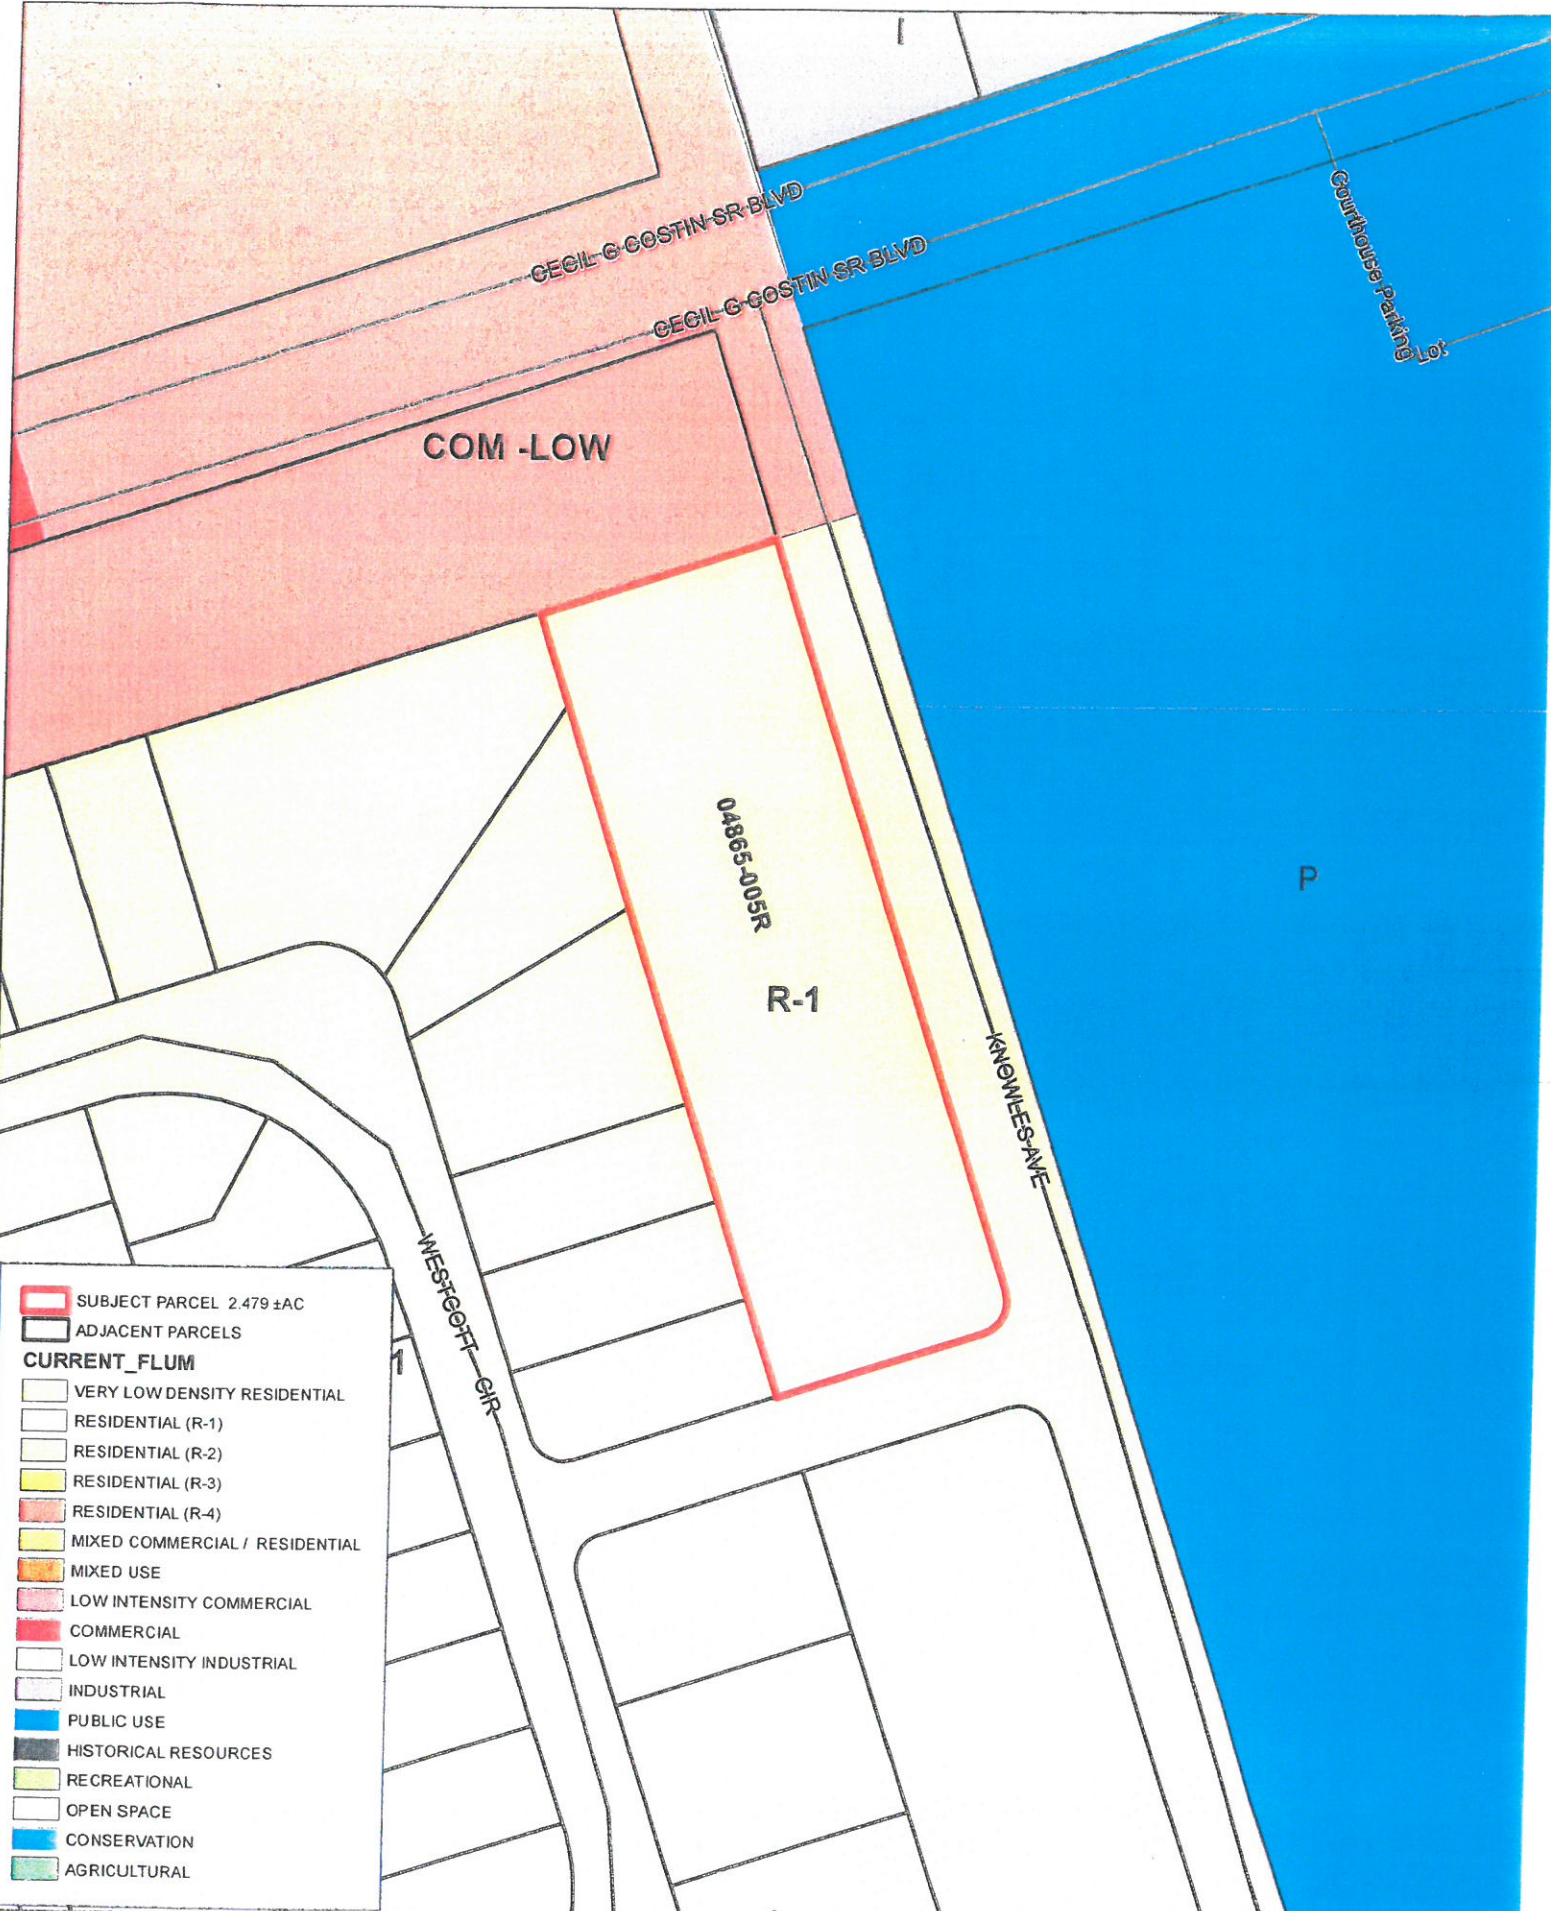 I
CECIL G COSTIN SR BLVD
CECIL G COSTIN SR BLVD
Courthouse Parking Lot
COM -LOW
04865-005R
P
R-1
KNOWLES AVE
WESTCOTT CIR
1
SUBJECT PARCEL 2.479 ±AC
ADJACENT PARCELS
CURRENT_FLUM
VERY LOW DENSITY RESIDENTIAL
RESIDENTIAL (R-1)
RESIDENTIAL (R-2)
RESIDENTIAL (R-3)
RESIDENTIAL (R-4)
MIXED COMMERCIAL / RESIDENTIAL
MIXED USE
LOW INTENSITY COMMERCIAL
COMMERCIAL
LOW INTENSITY INDUSTRIAL
INDUSTRIAL
PUBLIC USE
HISTORICAL RESOURCES
RECREATIONAL
OPEN SPACE
CONSERVATION
AGRICULTURAL